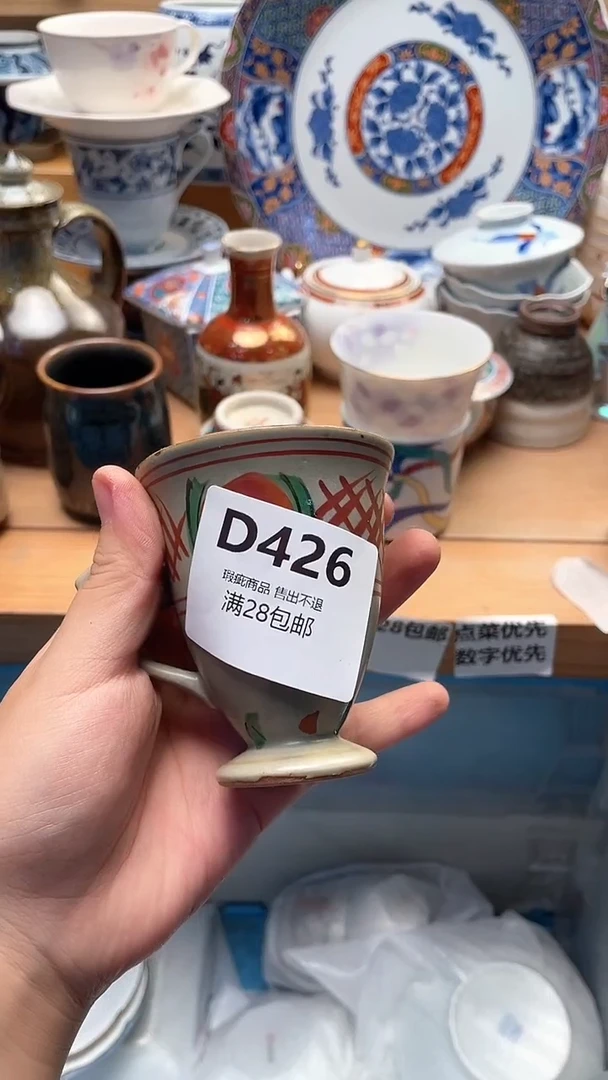 D426
瑕疵商品 售出不退
满28包邮
28包邮
点菜优先
数字优先